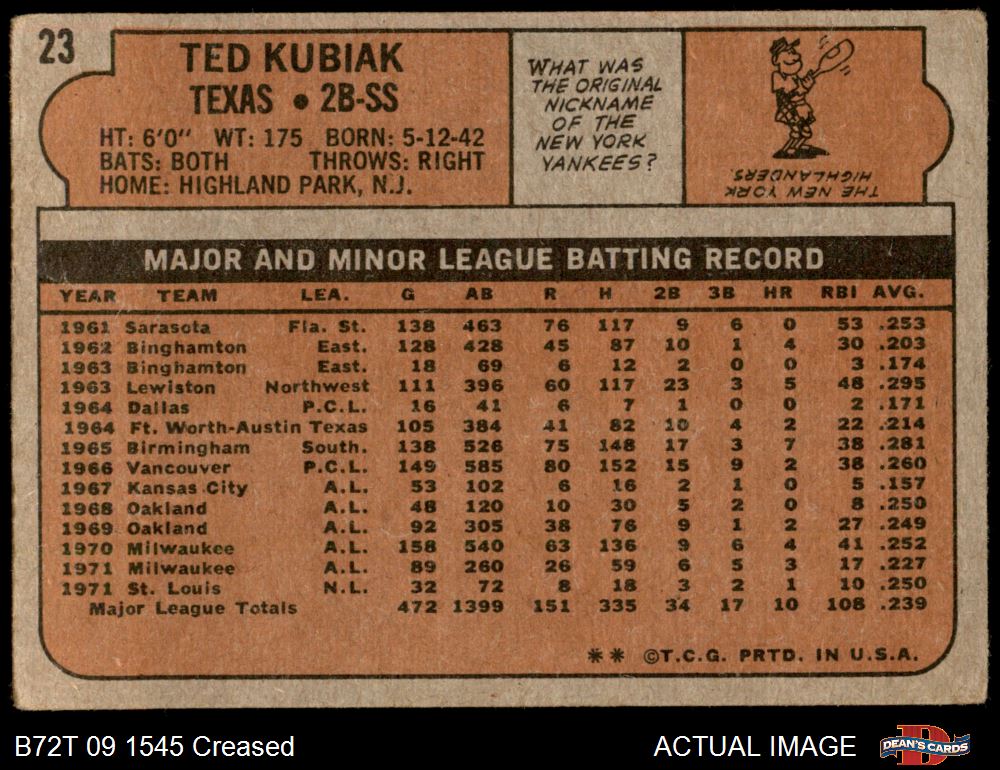 23
TED KUBIAK
TEXAS • 2B-SS
HT: 6'0" WT: 175 BORN: 5-12-42
BATS: BOTH THROWS: RIGHT
HOME: HIGHLAND PARK, N.J.
WHAT WAS
THE ORIGINAL
NICKNAME
OF THE
NEW YORK
YANKEES?
THE NEW YORK
HIGHLANDERS.
MAJOR AND MINOR LEAGUE BATTING RECORD
YEAR TEAM LEA. G AB R H 2B 3B HR RBI AVG.
1961 Sarasota Fla. St. 138 463 76 117 9 6 0 53 .253
1962 Binghamton East. 128 428 45 87 10 1 4 30 .203
1963 Binghamton East. 18 69 6 12 2 0 0 3 .174
1963 Lewiston Northwest 111 396 60 117 23 3 5 48 .295
1964 Dallas P.C.L. 16 41 6 7 1 0 0 2 .171
1964 Ft. Worth-Austin Texas 105 384 41 82 10 4 2 22 .214
1965 Birmingham South. 138 526 75 148 17 3 7 38 .281
1966 Vancouver P.C.L. 149 585 80 152 15 9 2 38 .260
1967 Kansas City A.L. 53 102 6 16 2 1 0 5 .157
1968 Oakland A.L. 48 120 10 30 5 2 0 8 .250
1969 Oakland A.L. 92 305 38 76 9 1 2 27 .249
1970 Milwaukee A.L. 158 540 63 136 9 6 4 41 .252
1971 Milwaukee A.L. 89 260 26 59 6 5 3 17 .227
1971 St. Louis N.L. 32 72 8 18 3 2 1 10 .250
Major League Totals 472 1399 151 335 34 17 10 108 .239
** ©T.C.G. PRTD. IN U.S.A.
B72T 09 1545 Creased
ACTUAL IMAGE
DEAN'S CARDS